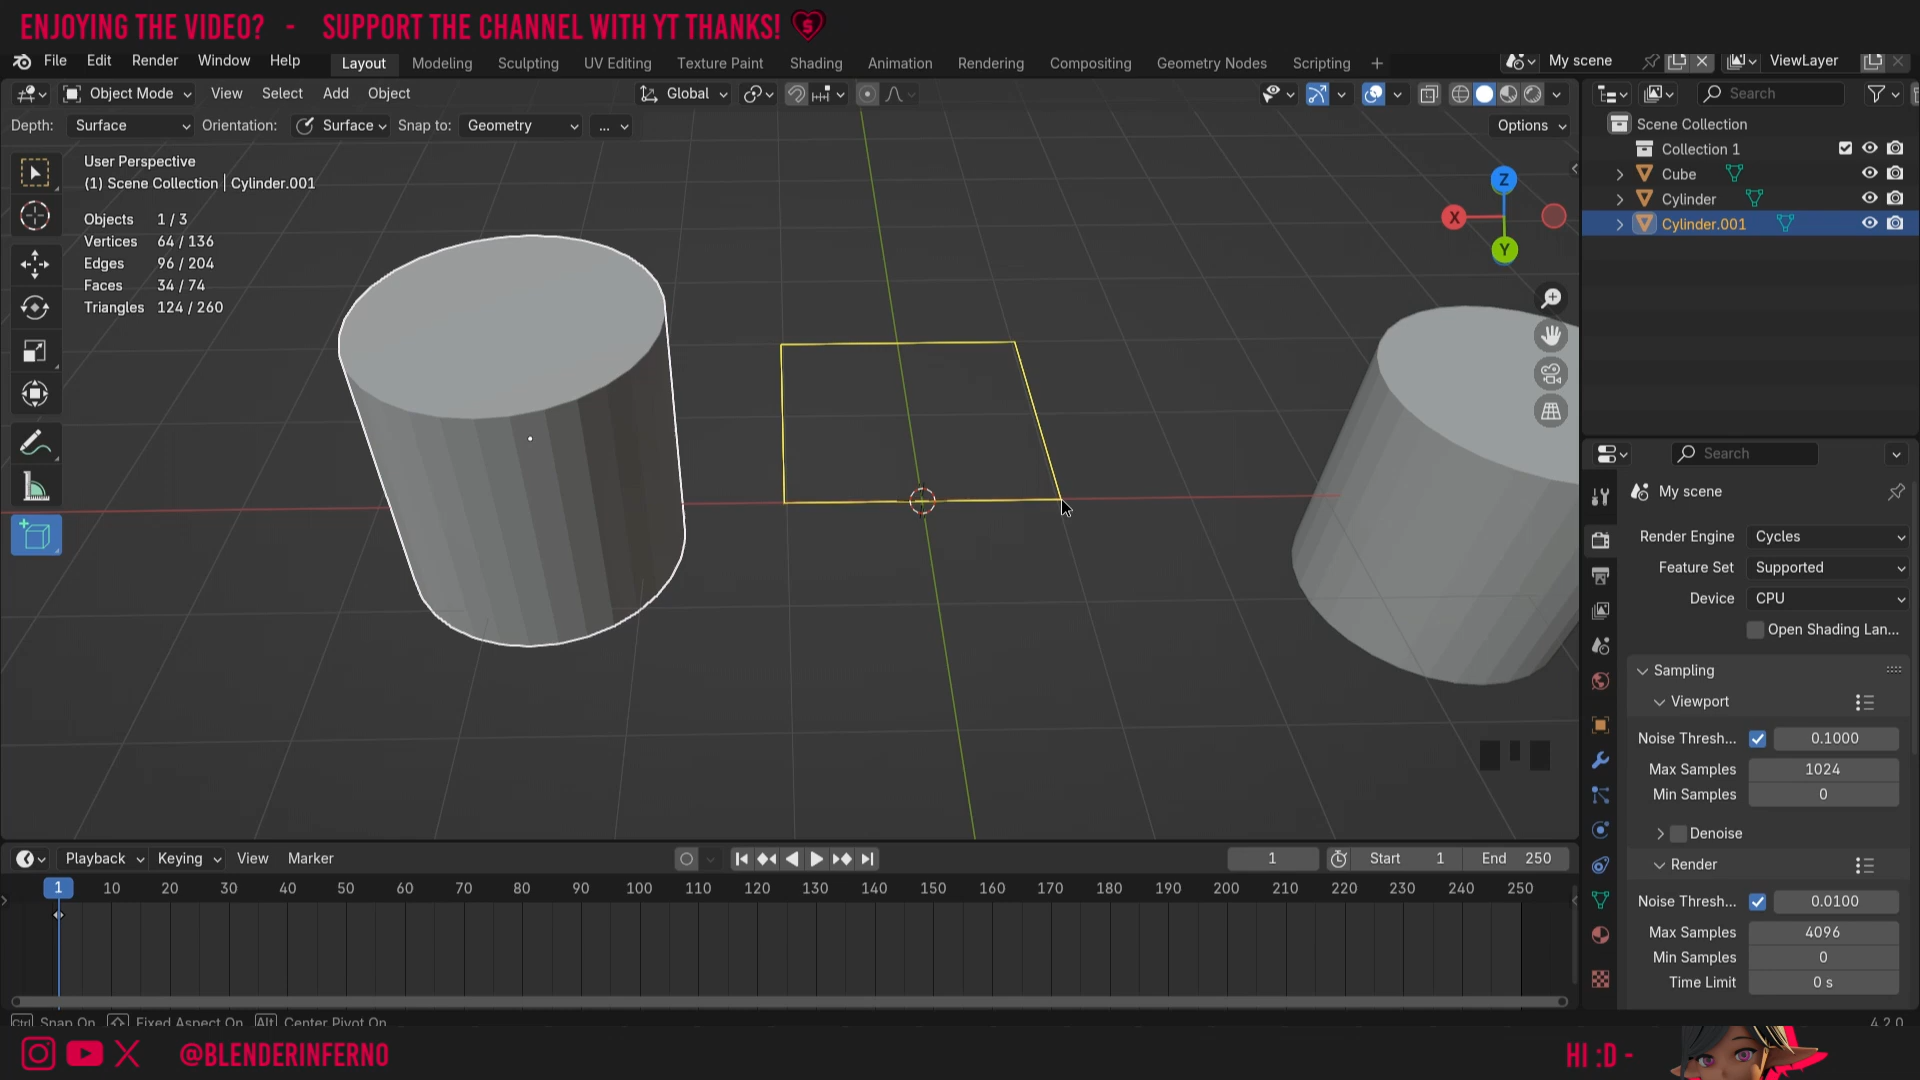 ENJOYING THE VIDEO? - SUPPORT THE CHANNEL WITH YT THANKS!
File Edit Render Window Help Layout Modeling Sculpting UV Editing Texture Paint Shading Animation Rendering Compositing Geometry Nodes Scripting + My scene ViewLayer
Object Mode View Select Add Object Global Search
Depth: Surface Orientation: Surface Snap to: Geometry ... Options
User Perspective
(1) Scene Collection | Cylinder.001
Objects 1 / 3
Vertices 64 / 136
Edges 96 / 204
Faces 34 / 74
Triangles 124 / 260
Z
X
Y
Scene Collection
Collection 1
Cube
Cylinder
Cylinder.001
Search
My scene
Render Engine Cycles
Feature Set Supported
Device CPU
Open Shading Lan...
Sampling
Viewport
Noise Thresh... 0.1000
Max Samples 1024
Min Samples 0
Denoise
Render
Noise Thresh... 0.0100
Max Samples 4096
Min Samples 0
Time Limit 0 s
Playback Keying View Marker 1 Start 1 End 250
1 10 20 30 40 50 60 70 80 90 100 110 120 130 140 150 160 170 180 190 200 210 220 230 240 250
Ctrl Snap On Fixed Aspect On Alt Center Pivot On 4.2.0
@BLENDERINFERNO HI :D -